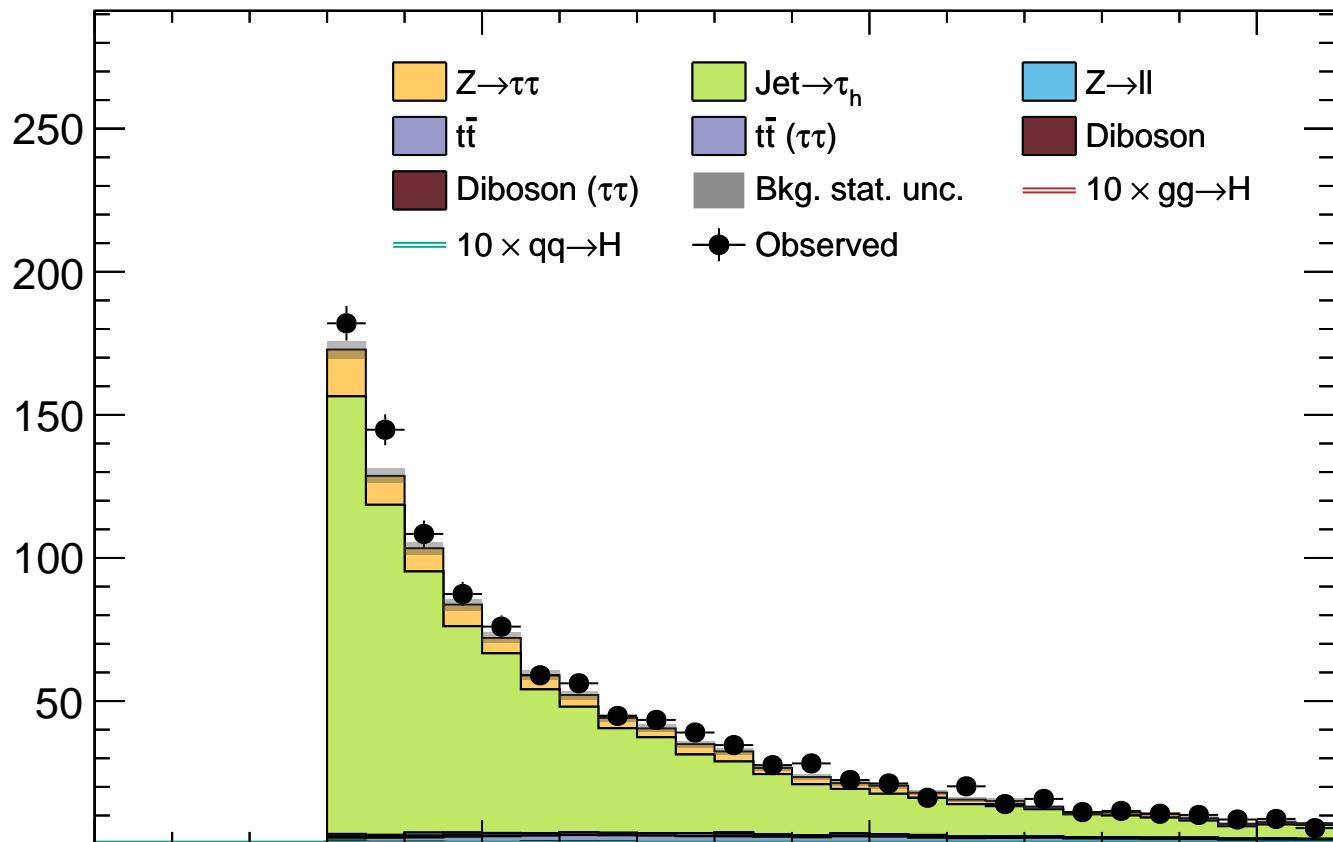 Z→ττ Jet→τh Z→ll
tt̄ tt̄ (ττ) Diboson
Diboson (ττ) Bkg. stat. unc. 10 × gg→H
10 × qq→H Observed
250
200
150
100
50